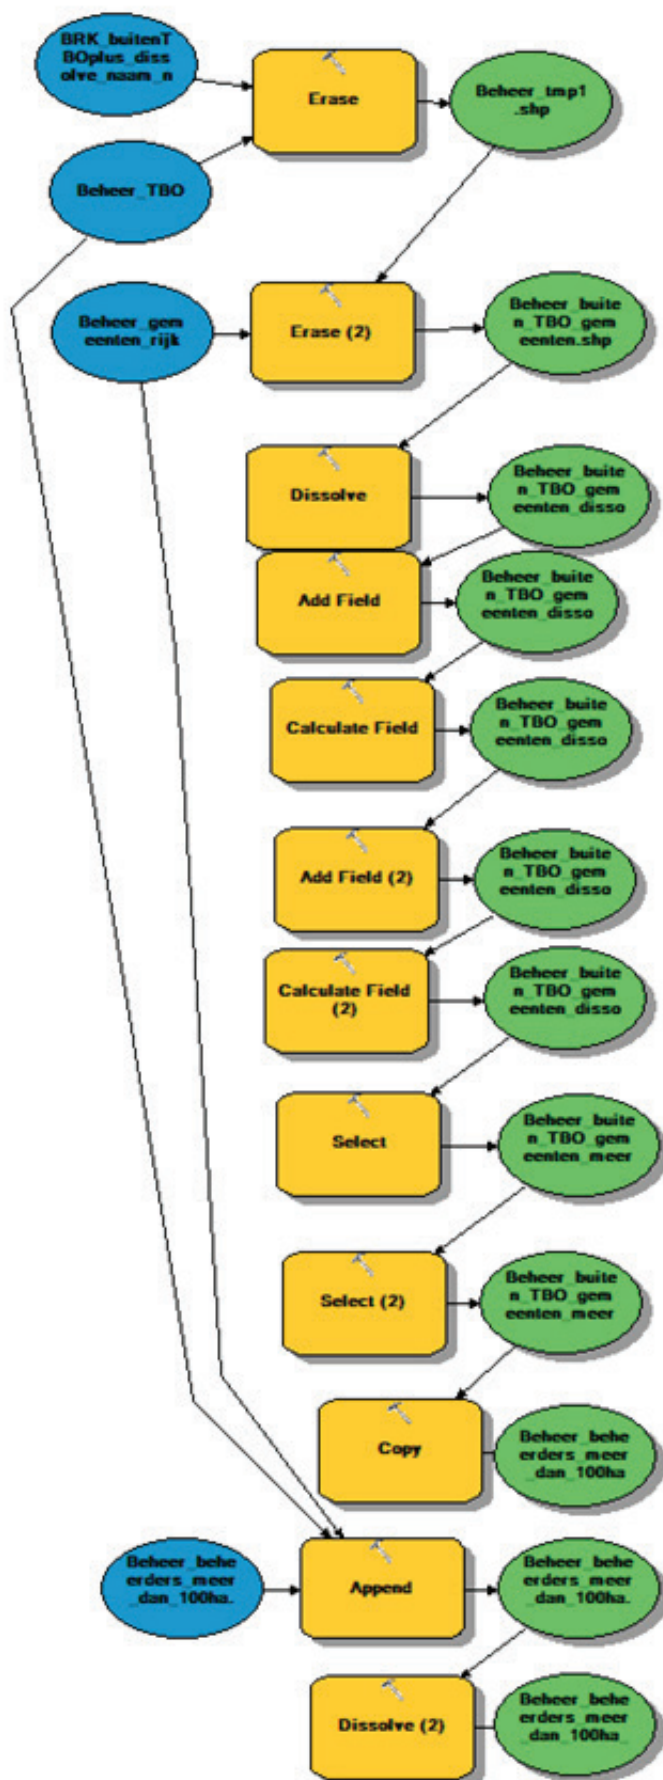 BRK_buitenT
BOplus_diss
olve_naam_n
Erase
Beheer_tmp1
.shp
Beheer_TBO
Beheer_gem
eenten_rijk
Erase (2)
Beheer_buite
n_TBO_gem
eenten.shp
Dissolve
Beheer_buite
n_TBO_gem
eenten_disso
Add Field
Beheer_buite
n_TBO_gem
eenten_disso
Calculate Field
Beheer_buite
n_TBO_gem
eenten_disso
Add Field (2)
Beheer_buite
n_TBO_gem
eenten_disso
Calculate Field
(2)
Beheer_buite
n_TBO_gem
eenten_disso
Select
Beheer_buite
n_TBO_gem
eenten_meer
Select (2)
Beheer_buite
n_TBO_gem
eenten_meer
Copy
Beheer_behe
erders_meer
_dan_100ha
Beheer_behe
erders_meer
_dan_100ha.
Append
Beheer_behe
erders_meer
_dan_100ha.
Dissolve (2)
Beheer_behe
erders_meer
_dan_100ha_